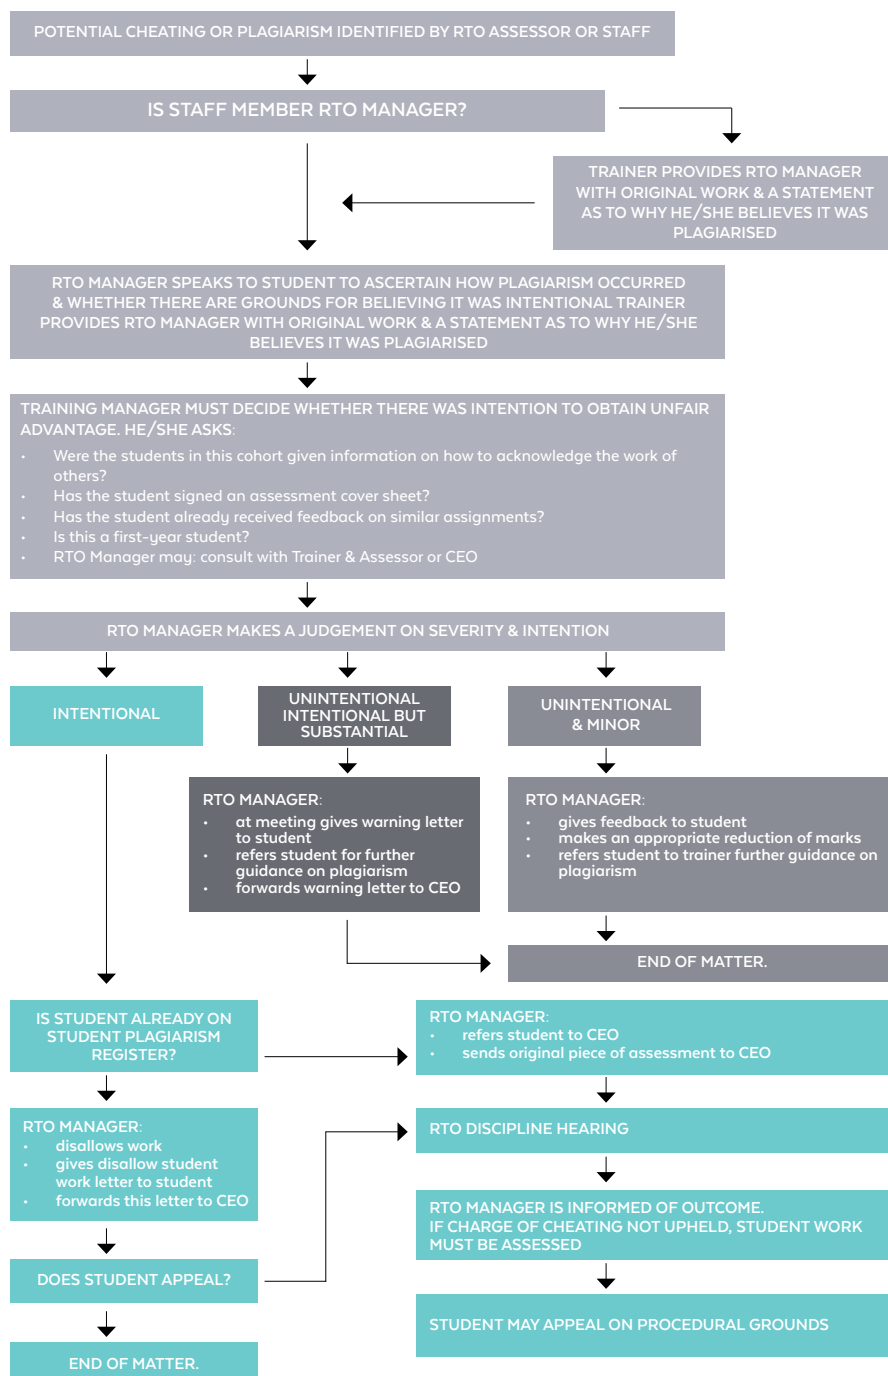 POTENTIAL CHEATING OR PLAGIARISM IDENTIFIED BY RTO ASSESSOR OR STAFF
IS STAFF MEMBER RTO MANAGER?
TRAINER PROVIDES RTO MANAGER
WITH ORIGINAL WORK & A STATEMENT
AS TO WHY HE/SHE BELIEVES IT WAS
PLAGIARISED
RTO MANAGER SPEAKS TO STUDENT TO ASCERTAIN HOW PLAGIARISM OCCURRED
& WHETHER THERE ARE GROUNDS FOR BELIEVING IT WAS INTENTIONAL TRAINER
PROVIDES RTO MANAGER WITH ORIGINAL WORK & A STATEMENT AS TO WHY HE/SHE
BELIEVES IT WAS PLAGIARISED
TRAINING MANAGER MUST DECIDE WHETHER THERE WAS INTENTION TO OBTAIN UNFAIR
ADVANTAGE. HE/SHE ASKS:
• Were the students in this cohort given information on how to acknowledge the work of
others?
• Has the student signed an assessment cover sheet?
• Has the student already received feedback on similar assignments?
• Is this a first-year student?
• RTO Manager may: consult with Trainer & Assessor or CEO
RTO MANAGER MAKES A JUDGEMENT ON SEVERITY & INTENTION
INTENTIONAL
UNINTENTIONAL
INTENTIONAL BUT
SUBSTANTIAL
UNINTENTIONAL
& MINOR
RTO MANAGER:
• at meeting gives warning letter
to student
• refers student for further
guidance on plagiarism
• forwards warning letter to CEO
RTO MANAGER:
• gives feedback to student
• makes an appropriate reduction of marks
• refers student to trainer further guidance on
plagiarism
END OF MATTER.
IS STUDENT ALREADY ON
STUDENT PLAGIARISM
REGISTER?
RTO MANAGER:
• refers student to CEO
• sends original piece of assessment to CEO
RTO MANAGER:
• disallows work
• gives disallow student
work letter to student
• forwards this letter to CEO
RTO DISCIPLINE HEARING
RTO MANAGER IS INFORMED OF OUTCOME.
IF CHARGE OF CHEATING NOT UPHELD, STUDENT WORK
MUST BE ASSESSED
DOES STUDENT APPEAL?
STUDENT MAY APPEAL ON PROCEDURAL GROUNDS
END OF MATTER.